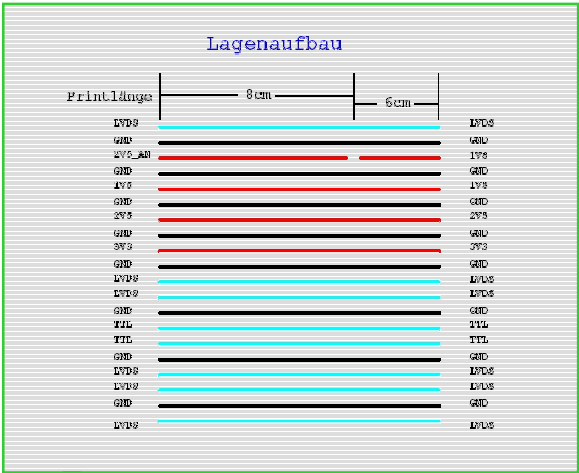 Lagenaufbau
Printlänge 8cm 6cm
LVDS LVDS
GND GND
2V5_AN 1V8
GND GND
1V5 1V5
GND GND
2V5 2V5
GND GND
3V3 3V3
GND GND
LVDS LVDS
LVDS LVDS
GND GND
TTL TTL
TTL TTL
GND GND
LVDS LVDS
LVDS LVDS
GND GND
LVDS LVDS